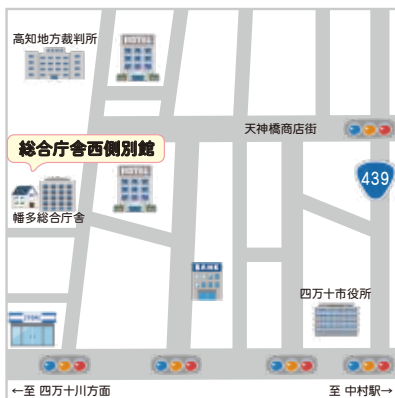 高知地方裁判所
HOTEL
天神橋商店街
総合庁舎西側別館
439
HOTEL
幡多総合庁舎
BANK
四万十市役所
STORE
←至 四万十川方面
至 中村駅→